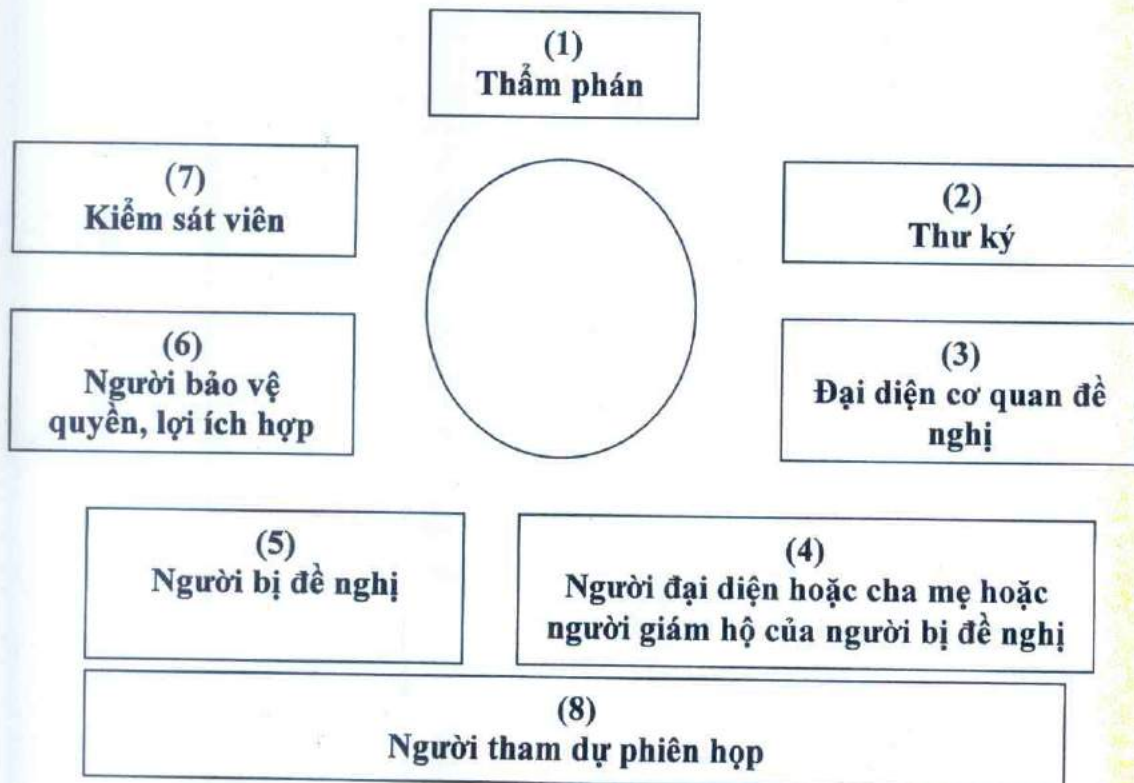 (1)
Thẩm phán
(7)
Kiểm sát viên
(2)
Thư ký
(6)
Người bảo vệ
quyền, lợi ích hợp
(3)
Đại diện cơ quan đề
nghị
(5)
Người bị đề nghị
(4)
Người đại diện hoặc cha mẹ hoặc
người giám hộ của người bị đề nghị
(8)
Người tham dự phiên họp